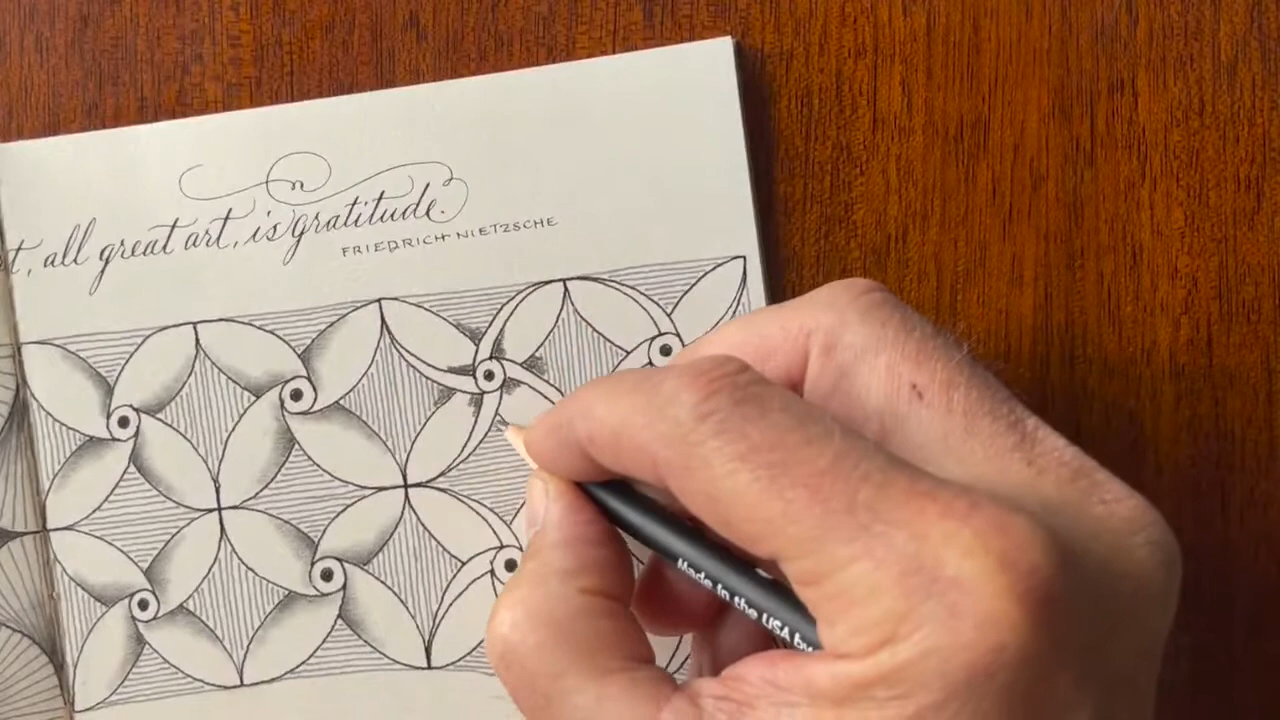 all great art, is gratitude.
FRIEDRICH NIETZSCHE
Made in the USA by